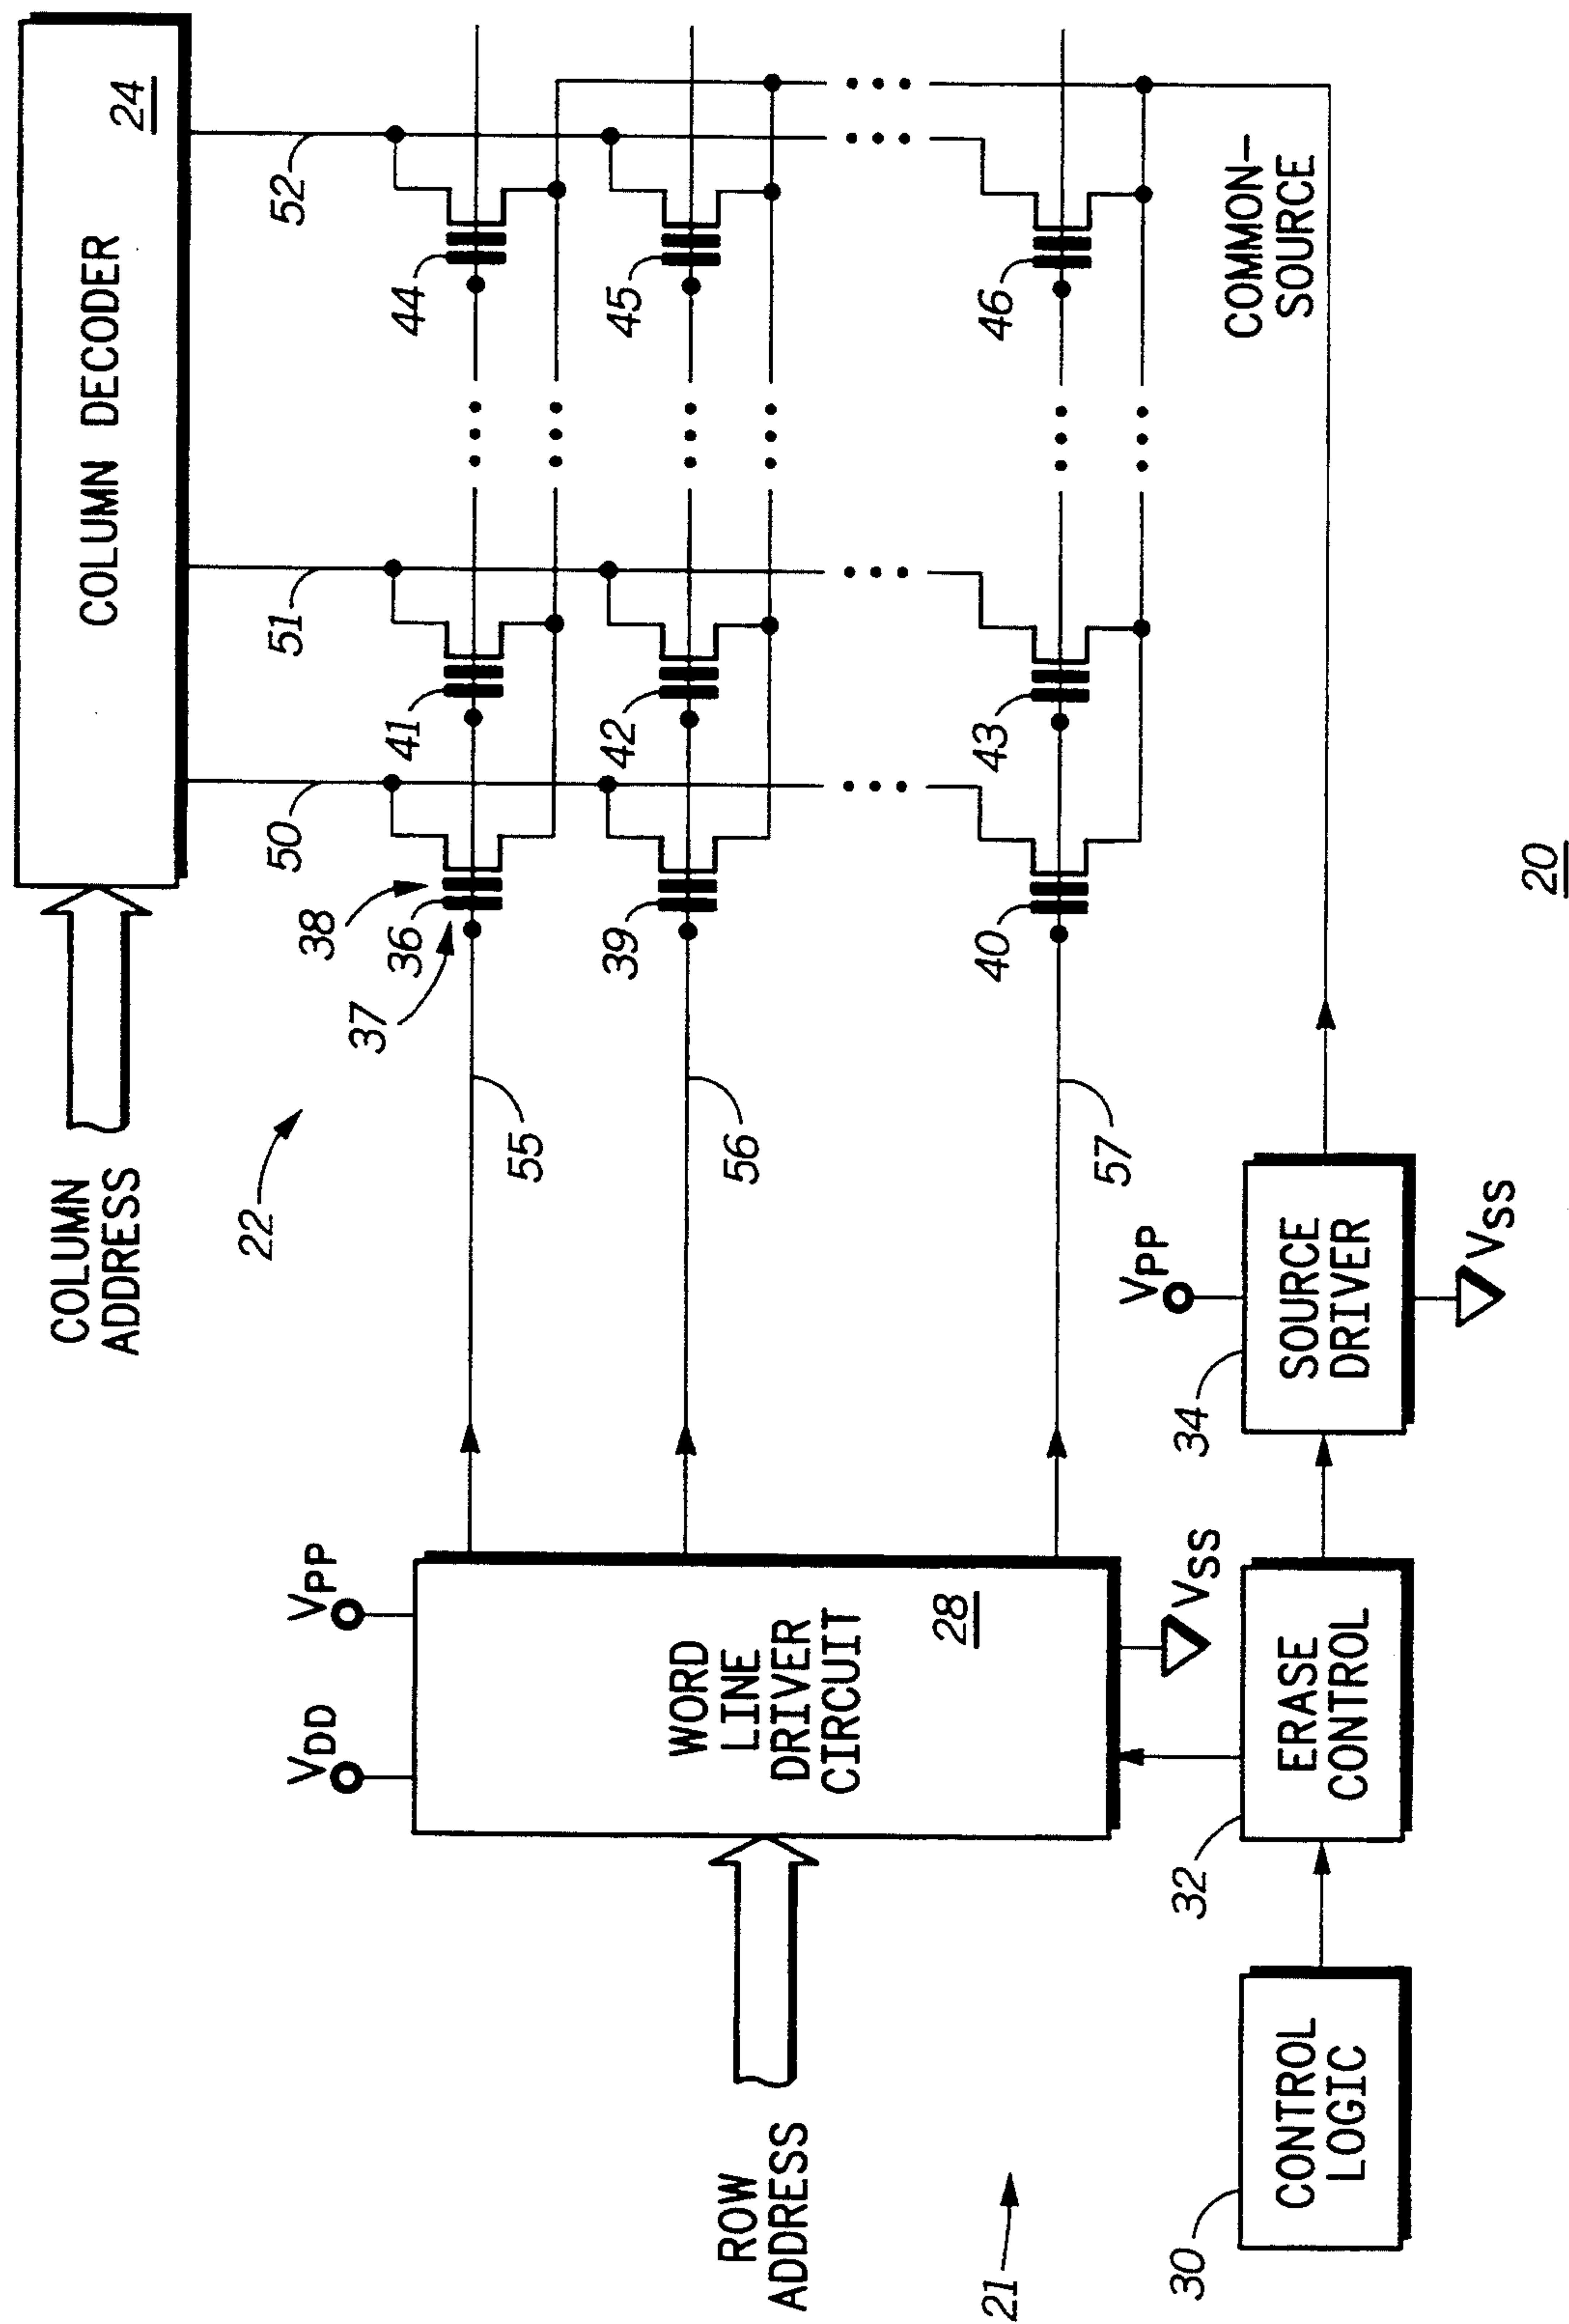 COLUMN
ADDRESS
COLUMN DECODER
24
22
50
51
52
38
36
37
41
44
VDD
VPP
55
39
42
45
56
WORD
LINE
DRIVER
CIRCUIT
28
ROW
ADDRESS
40
43
46
57
21
VSS
VPP
COMMON-
SOURCE
30
CONTROL
LOGIC
32
ERASE
CONTROL
34
SOURCE
DRIVER
VSS
20